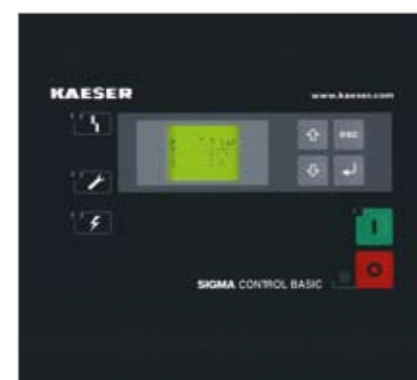 KAESER
www.kaeser.com
esc
I
O
SIGMA CONTROL BASIC